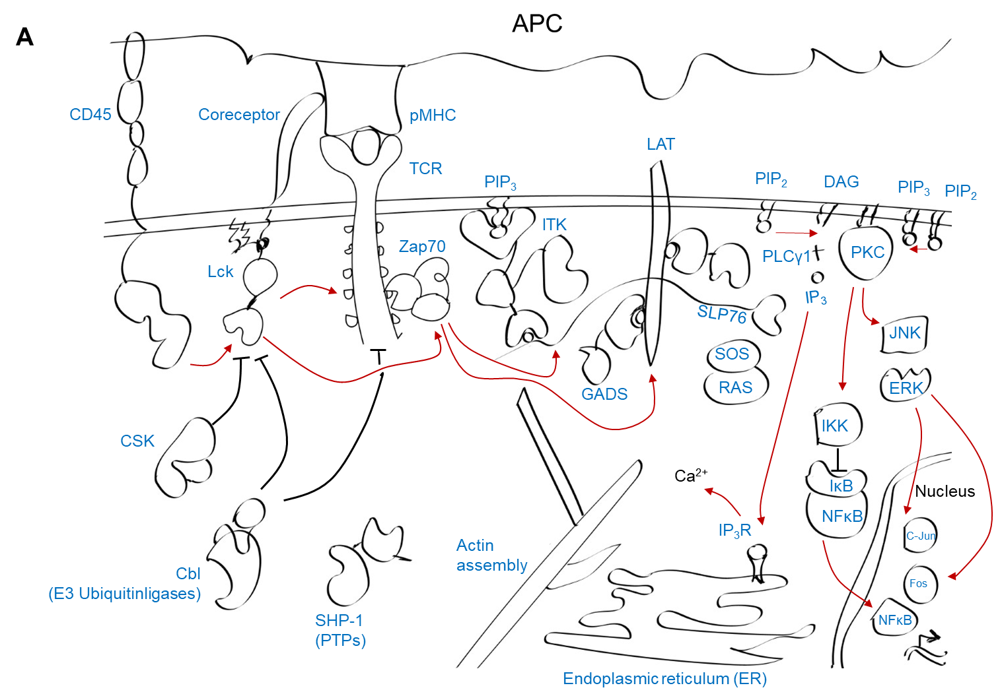 A
APC
CD45
Coreceptor
pMHC
TCR
LAT
PIP₃
PIP₂
DAG
PIP₃
PIP₂
ITK
Zap70
Lck
PLCγ1
PKC
IP₃
SLP76
JNK
SOS
RAS
ERK
GADS
CSK
IKK
Ca²⁺
IκB
Nucleus
NFκB
IP₃R
C-Jun
Actin
assembly
Cbl
(E3 Ubiquitinligases)
Fos
SHP-1
(PTPs)
NFκB
Endoplasmic reticulum (ER)